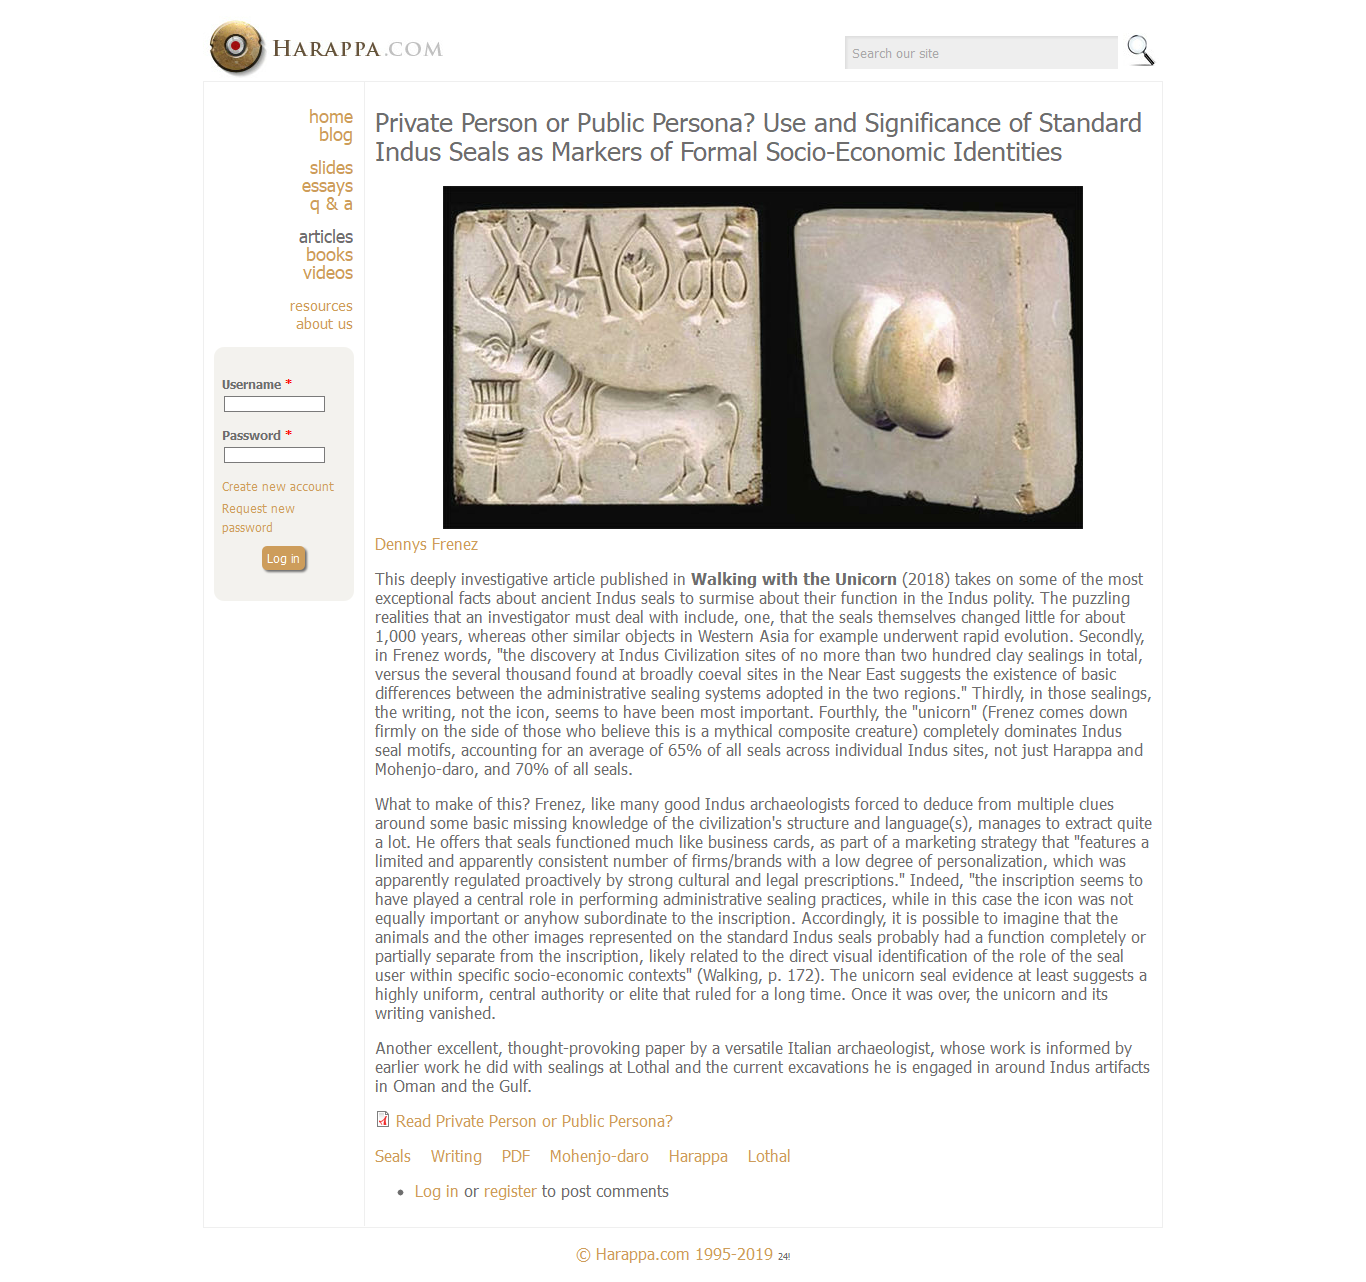 HARAPPA.COM
Search our site
home
blog
slides
essays
q & a
articles
books
videos
resources
about us
Username *
Password *
Create new account
Request new
password
Log in
Private Person or Public Persona? Use and Significance of Standard
Indus Seals as Markers of Formal Socio-Economic Identities
Dennys Frenez
This deeply investigative article published in Walking with the Unicorn (2018) takes on some of the most
exceptional facts about ancient Indus seals to surmise about their function in the Indus polity. The puzzling
realities that an investigator must deal with include, one, that the seals themselves changed little for about
1,000 years, whereas other similar objects in Western Asia for example underwent rapid evolution. Secondly,
in Frenez words, "the discovery at Indus Civilization sites of no more than two hundred clay sealings in total,
versus the several thousand found at broadly coeval sites in the Near East suggests the existence of basic
differences between the administrative sealing systems adopted in the two regions." Thirdly, in those sealings,
the writing, not the icon, seems to have been most important. Fourthly, the "unicorn" (Frenez comes down
firmly on the side of those who believe this is a mythical composite creature) completely dominates Indus
seal motifs, accounting for an average of 65% of all seals across individual Indus sites, not just Harappa and
Mohenjo-daro, and 70% of all seals.
What to make of this? Frenez, like many good Indus archaeologists forced to deduce from multiple clues
around some basic missing knowledge of the civilization's structure and language(s), manages to extract quite
a lot. He offers that seals functioned much like business cards, as part of a marketing strategy that "features a
limited and apparently consistent number of firms/brands with a low degree of personalization, which was
apparently regulated proactively by strong cultural and legal prescriptions." Indeed, "the inscription seems to
have played a central role in performing administrative sealing practices, while in this case the icon was not
equally important or anyhow subordinate to the inscription. Accordingly, it is possible to imagine that the
animals and the other images represented on the standard Indus seals probably had a function completely or
partially separate from the inscription, likely related to the direct visual identification of the role of the seal
user within specific socio-economic contexts" (Walking, p. 172). The unicorn seal evidence at least suggests a
highly uniform, central authority or elite that ruled for a long time. Once it was over, the unicorn and its
writing vanished.
Another excellent, thought-provoking paper by a versatile Italian archaeologist, whose work is informed by
earlier work he did with sealings at Lothal and the current excavations he is engaged in around Indus artifacts
in Oman and the Gulf.
Read Private Person or Public Persona?
Seals Writing PDF Mohenjo-daro Harappa Lothal
• Log in or register to post comments
© Harappa.com 1995-2019 24!